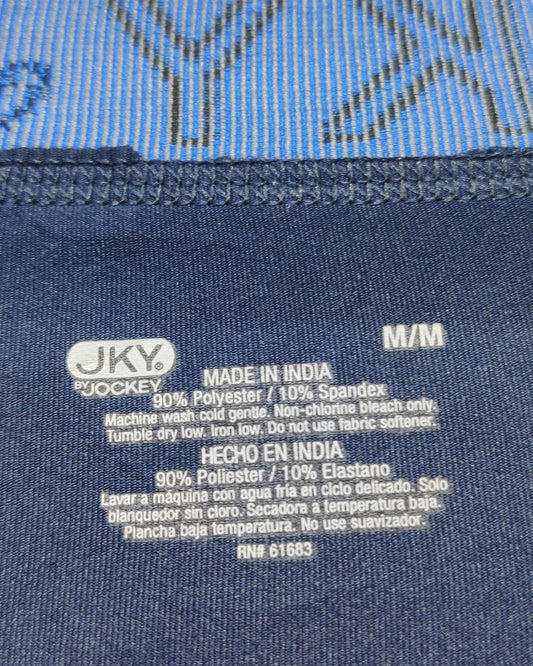 JKY®
BY JOCKEY
M/M
MADE IN INDIA
90% Polyester / 10% Spandex
Machine wash cold gentle. Non-chlorine bleach only.
Tumble dry low. Iron low. Do not use fabric softener.
HECHO EN INDIA
90% Poliester / 10% Elastano
Lavar a máquina con agua fría en ciclo delicado. Solo
blanquedor sin cloro. Secadora a temperatura baja.
Plancha baja temperatura. No use suavizador.
RN# 61683